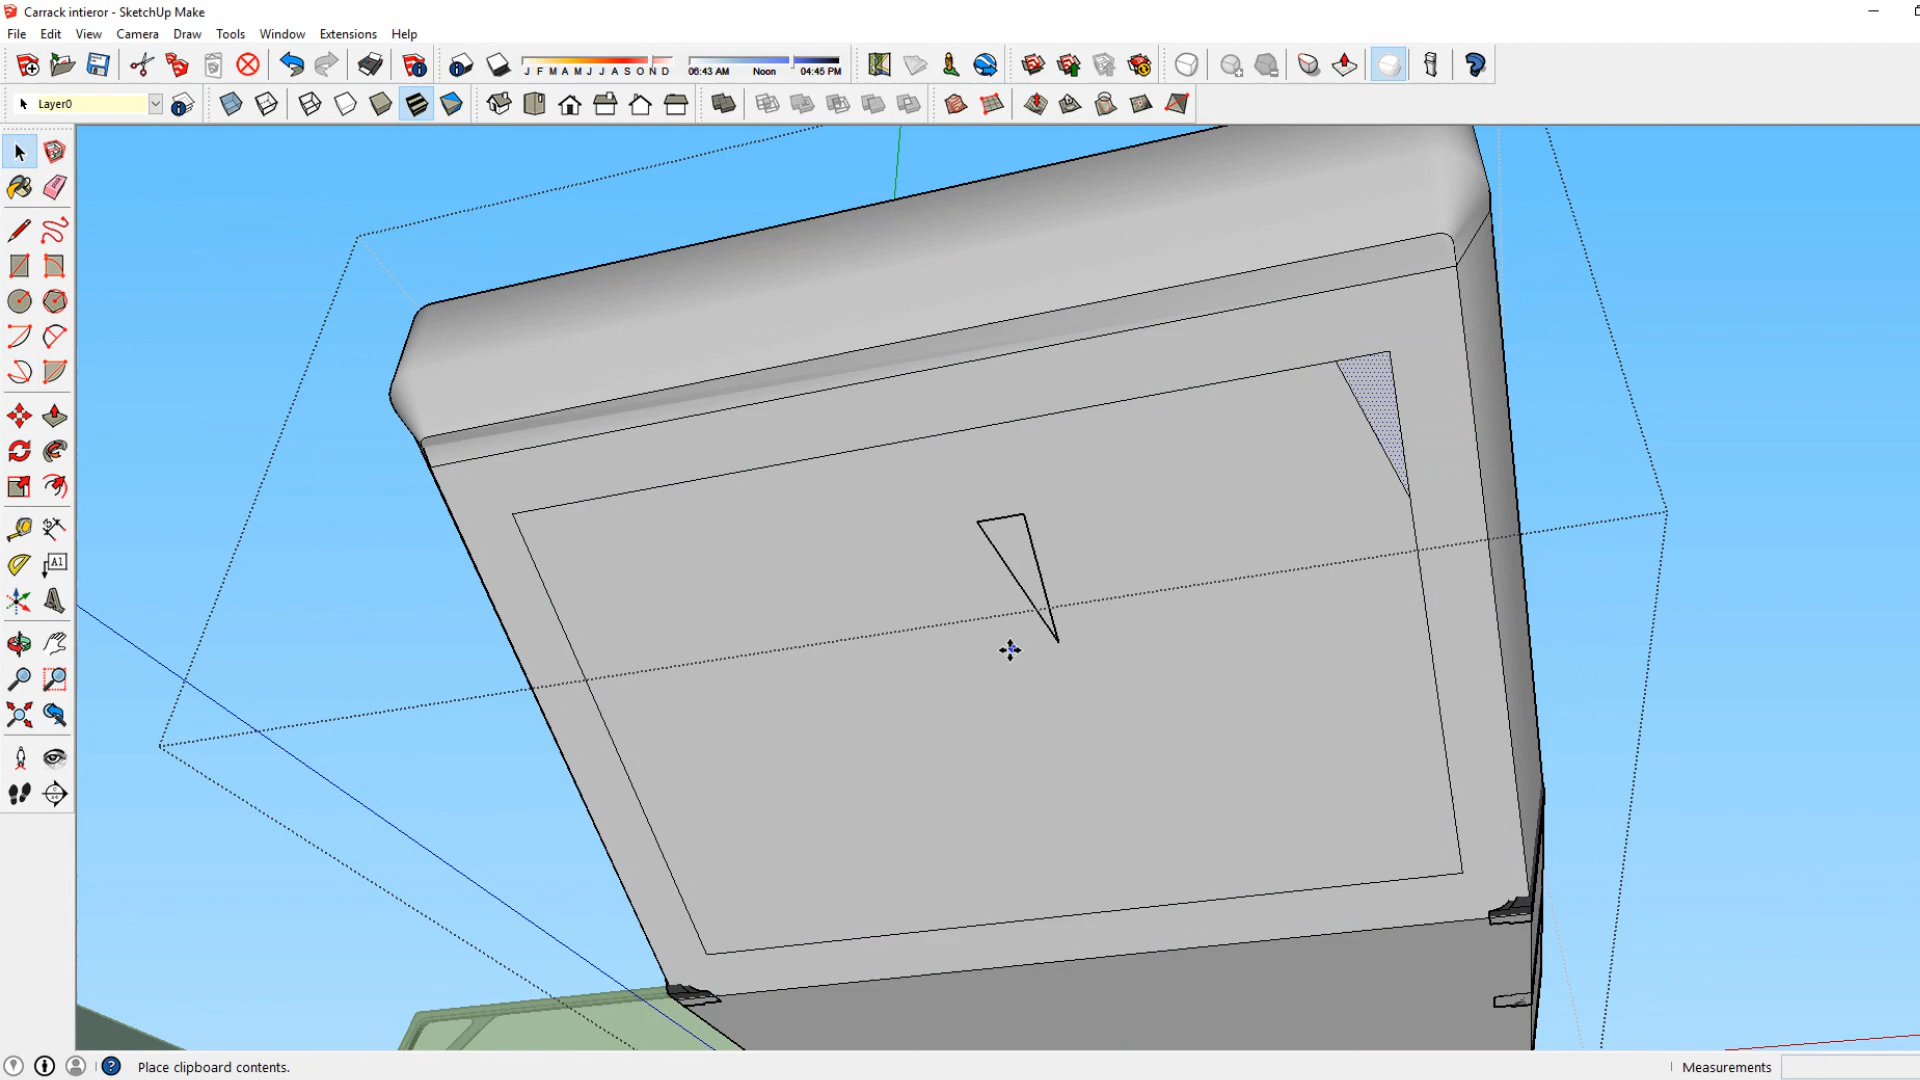 Carrack intieror - SketchUp Make
File Edit View Camera Draw Tools Window Extensions Help
J F M A M J J A S O N D 06:43 AM Noon 04:45 PM
Layer0
A1
Place clipboard contents.
Measurements